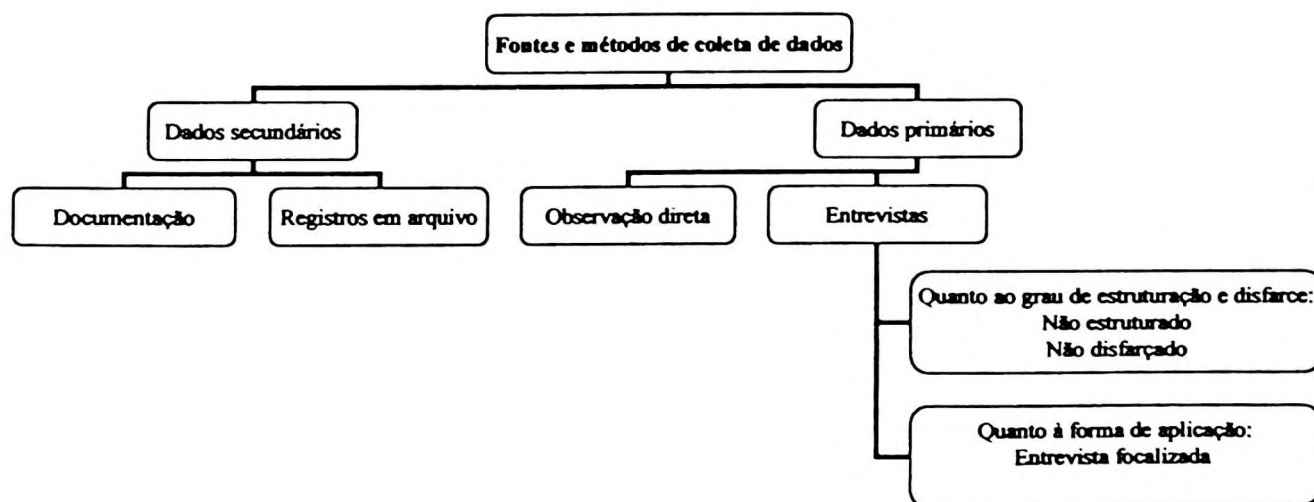 Fontes e métodos de coleta de dados
Dados secundários
Dados primários
Documentação
Registros em arquivo
Observação direta
Entrevistas
Quanto ao grau de estruturação e disfarce:
Não estruturado
Não disfarçado
Quanto à forma de aplicação:
Entrevista focalizada